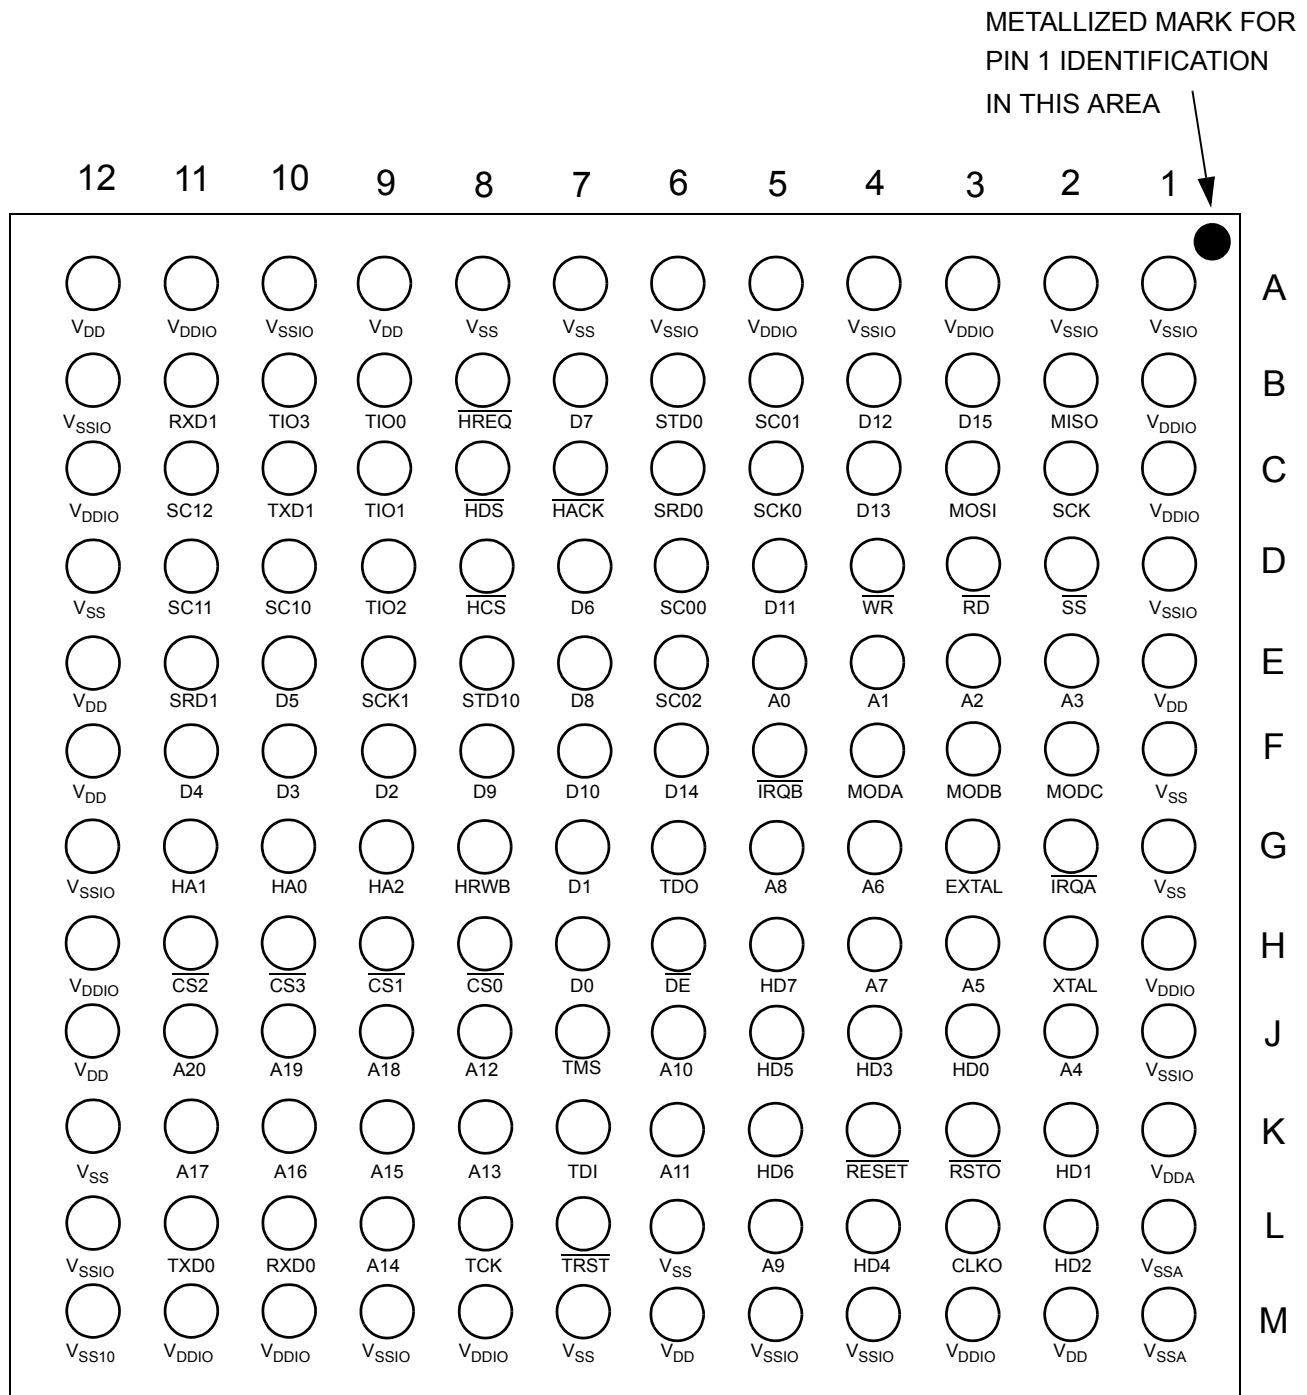 METALLIZED MARK FOR
PIN 1 IDENTIFICATION
IN THIS AREA
12 11 10 9 8 7 6 5 4 3 2 1
A
VDD VDDIO VSSIO VDD VSS VSS VSSIO VDDIO VSSIO VDDIO VSSIO VSSIO
B
VSSIO RXD1 TIO3 TIO0 HREQ D7 STD0 SC01 D12 D15 MISO VDDIO
C
VDDIO SC12 TXD1 TIO1 HDS HACK SRD0 SCK0 D13 MOSI SCK VDDIO
D
VSS SC11 SC10 TIO2 HCS D6 SC00 D11 WR RD SS VSSIO
E
VDD SRD1 D5 SCK1 STD10 D8 SC02 A0 A1 A2 A3 VDD
F
VDD D4 D3 D2 D9 D10 D14 IRQB MODA MODB MODC VSS
G
VSSIO HA1 HA0 HA2 HRWB D1 TDO A8 A6 EXTAL IRQA VSS
H
VDDIO CS2 CS3 CS1 CS0 D0 DE HD7 A7 A5 XTAL VDDIO
J
VDD A20 A19 A18 A12 TMS A10 HD5 HD3 HD0 A4 VSSIO
K
VSS A17 A16 A15 A13 TDI A11 HD6 RESET RSTO HD1 VDDA
L
VSSIO TXD0 RXD0 A14 TCK TRST VSS A9 HD4 CLKO HD2 VSSA
M
VSS10 VDDIO VDDIO VSSIO VDDIO VSS VDD VSSIO VSSIO VDDIO VDD VSSA